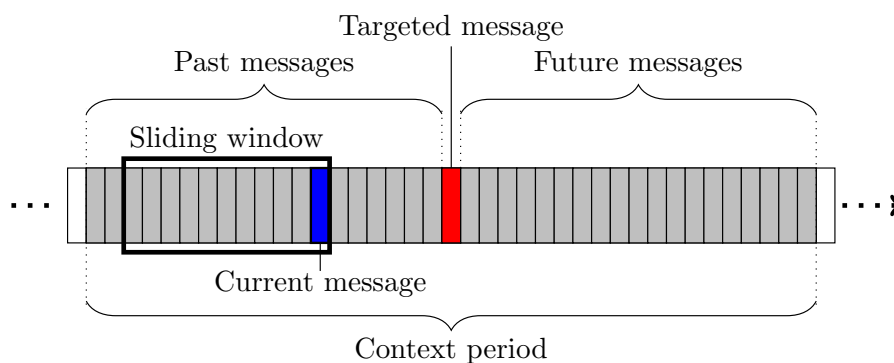 Targeted message
Past messages
Future messages
Sliding window
Current message
Context period